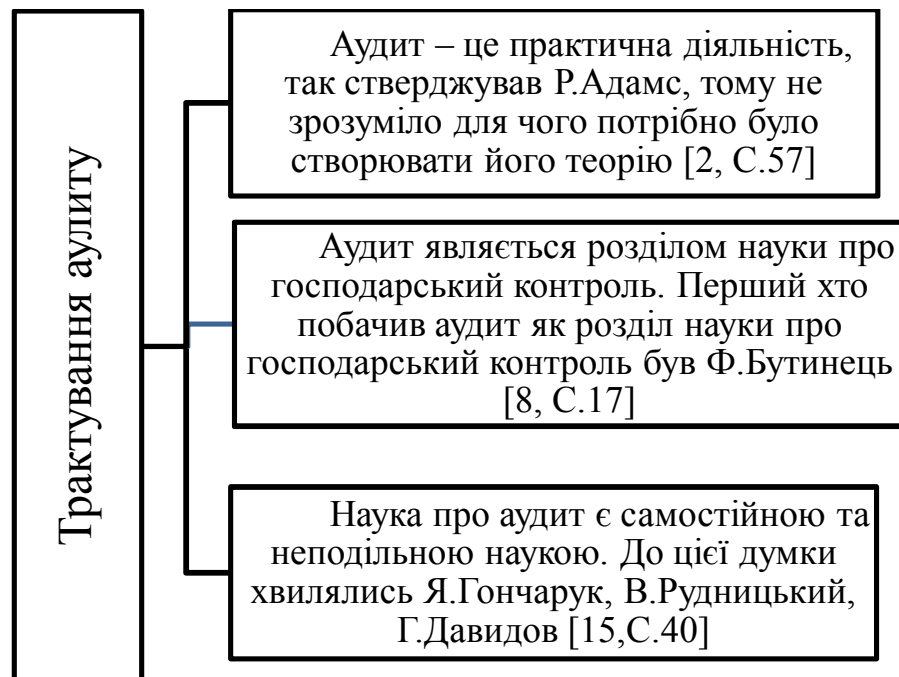 Трактування аулиту
Аудит – це практична діяльність,
так стверджував Р.Адамс, тому не
зрозуміло для чого потрібно було
створювати його теорію [2, С.57]
Аудит являється розділом науки про
господарський контроль. Перший хто
побачив аудит як розділ науки про
господарський контроль був Ф.Бутинець
[8, С.17]
Наука про аудит є самостійною та
неподільною наукою. До цієї думки
хвилялись Я.Гончарук, В.Рудницький,
Г.Давидов [15,С.40]